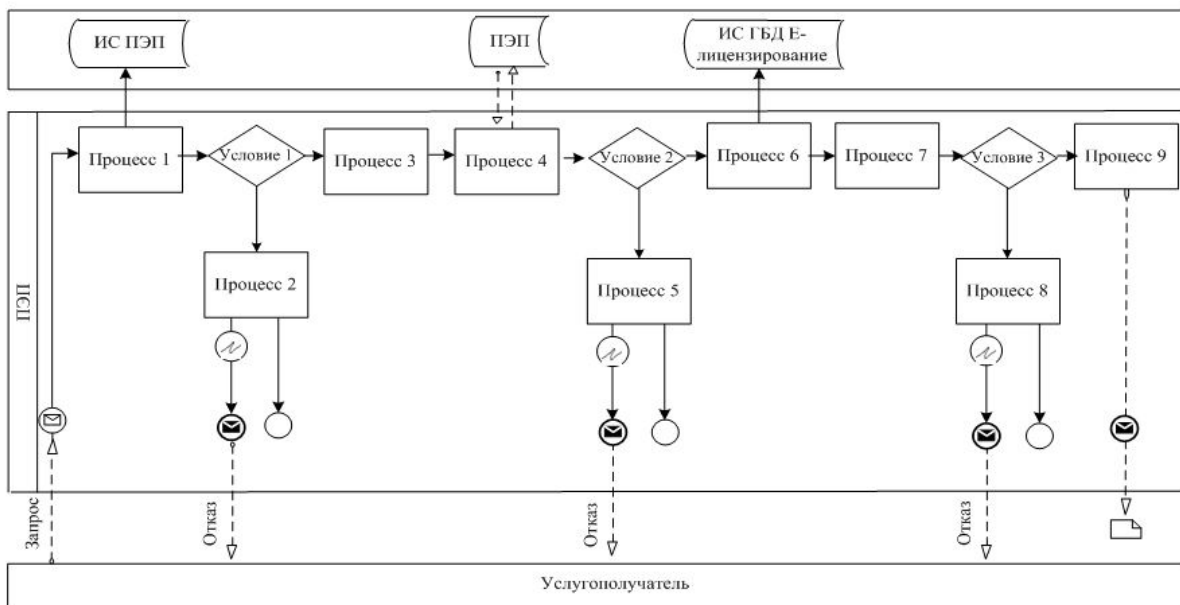 ИС ПЭП
ПЭП
ИС ГБД Е-
лицензирование
Процесс 1
Условие 1
Процесс 3
Процесс 4
Условие 2
Процесс 6
Процесс 7
Условие 3
Процесс 9
Процесс 2
Процесс 5
Процесс 8
ПЭП
Запрос
Отказ
Отказ
Отказ
Услугополучатель